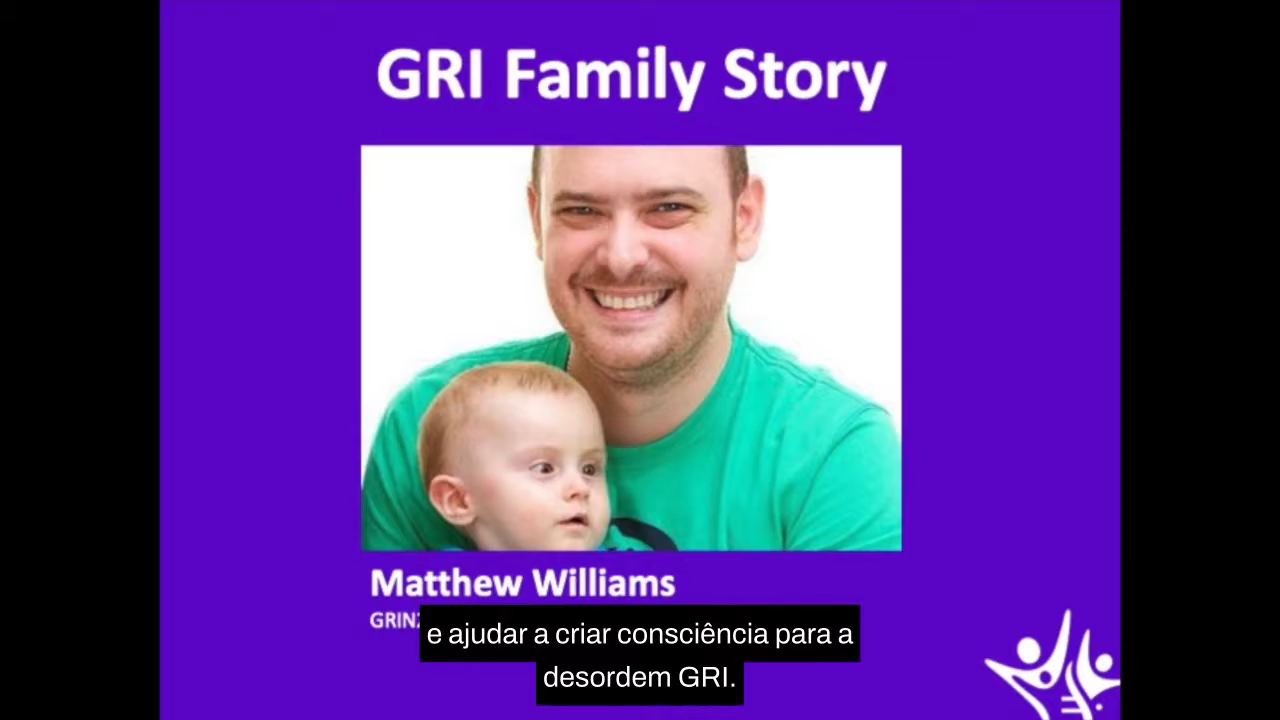 GRI Family Story
Matthew Williams
e ajudar a criar consciência para a
desordem GRI.